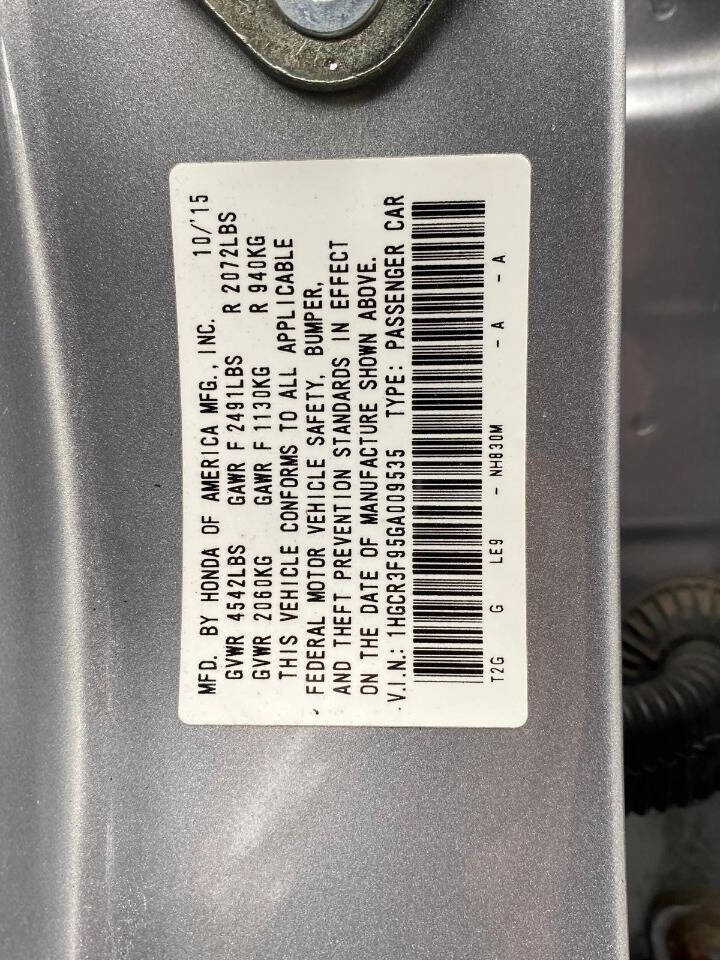 MFD. BY HONDA OF AMERICA MFG., INC. 10/'15
GVWR 4542LBS GAWR F 2491LBS R 2072LBS
GVWR 2060KG GAWR F 1130KG R 940KG
THIS VEHICLE CONFORMS TO ALL APPLICABLE
FEDERAL MOTOR VEHICLE SAFETY, BUMPER,
AND THEFT PREVENTION STANDARDS IN EFFECT
ON THE DATE OF MANUFACTURE SHOWN ABOVE.
V.I.N.: 1HGCR3F95GA009535 TYPE: PASSENGER CAR
T2G G LE9 - NH830M - A - A